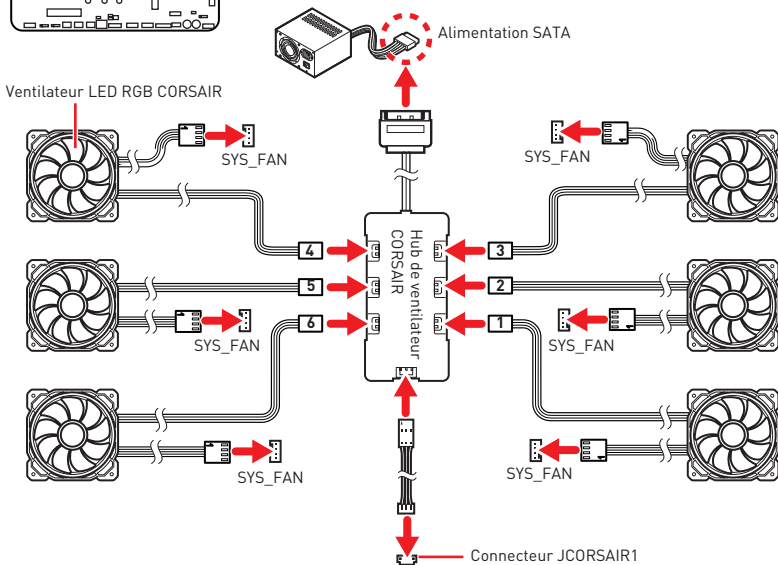 Alimentation SATA
Ventilateur LED RGB CORSAIR
SYS_FAN
SYS_FAN
Hub de ventilateur
CORSAIR
4
3
5
2
6
1
SYS_FAN
SYS_FAN
SYS_FAN
SYS_FAN
Connecteur JCORSAIR1